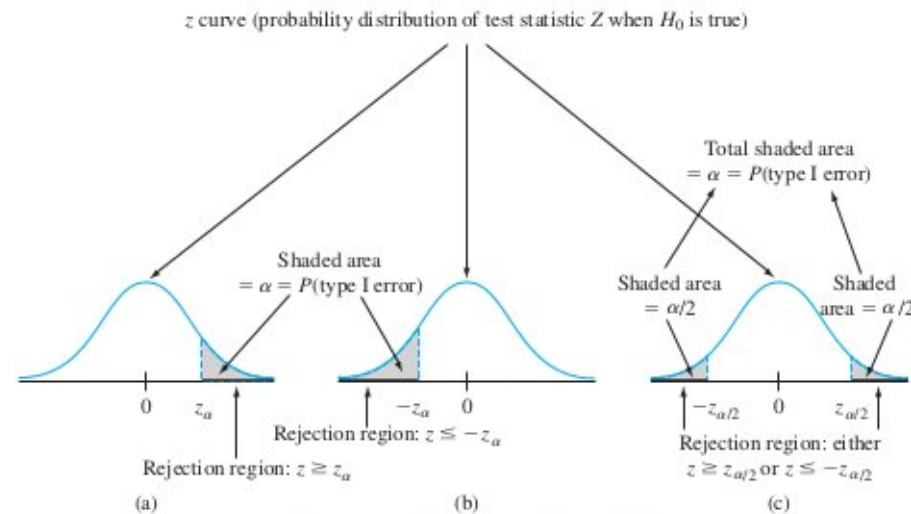 z curve (probability distribution of test statistic Z when H₀ is true)
Total shaded area
= α = P(type I error)
Shaded area
= α = P(type I error)
Shaded area
= α/2
Shaded
area = α/2
0
zα
−zα
0
−zα/2
0
zα/2
Rejection region: z ≤ −zα
Rejection region: z ≥ zα
Rejection region: either
z ≥ zα/2 or z ≤ −zα/2
(a)
(b)
(c)